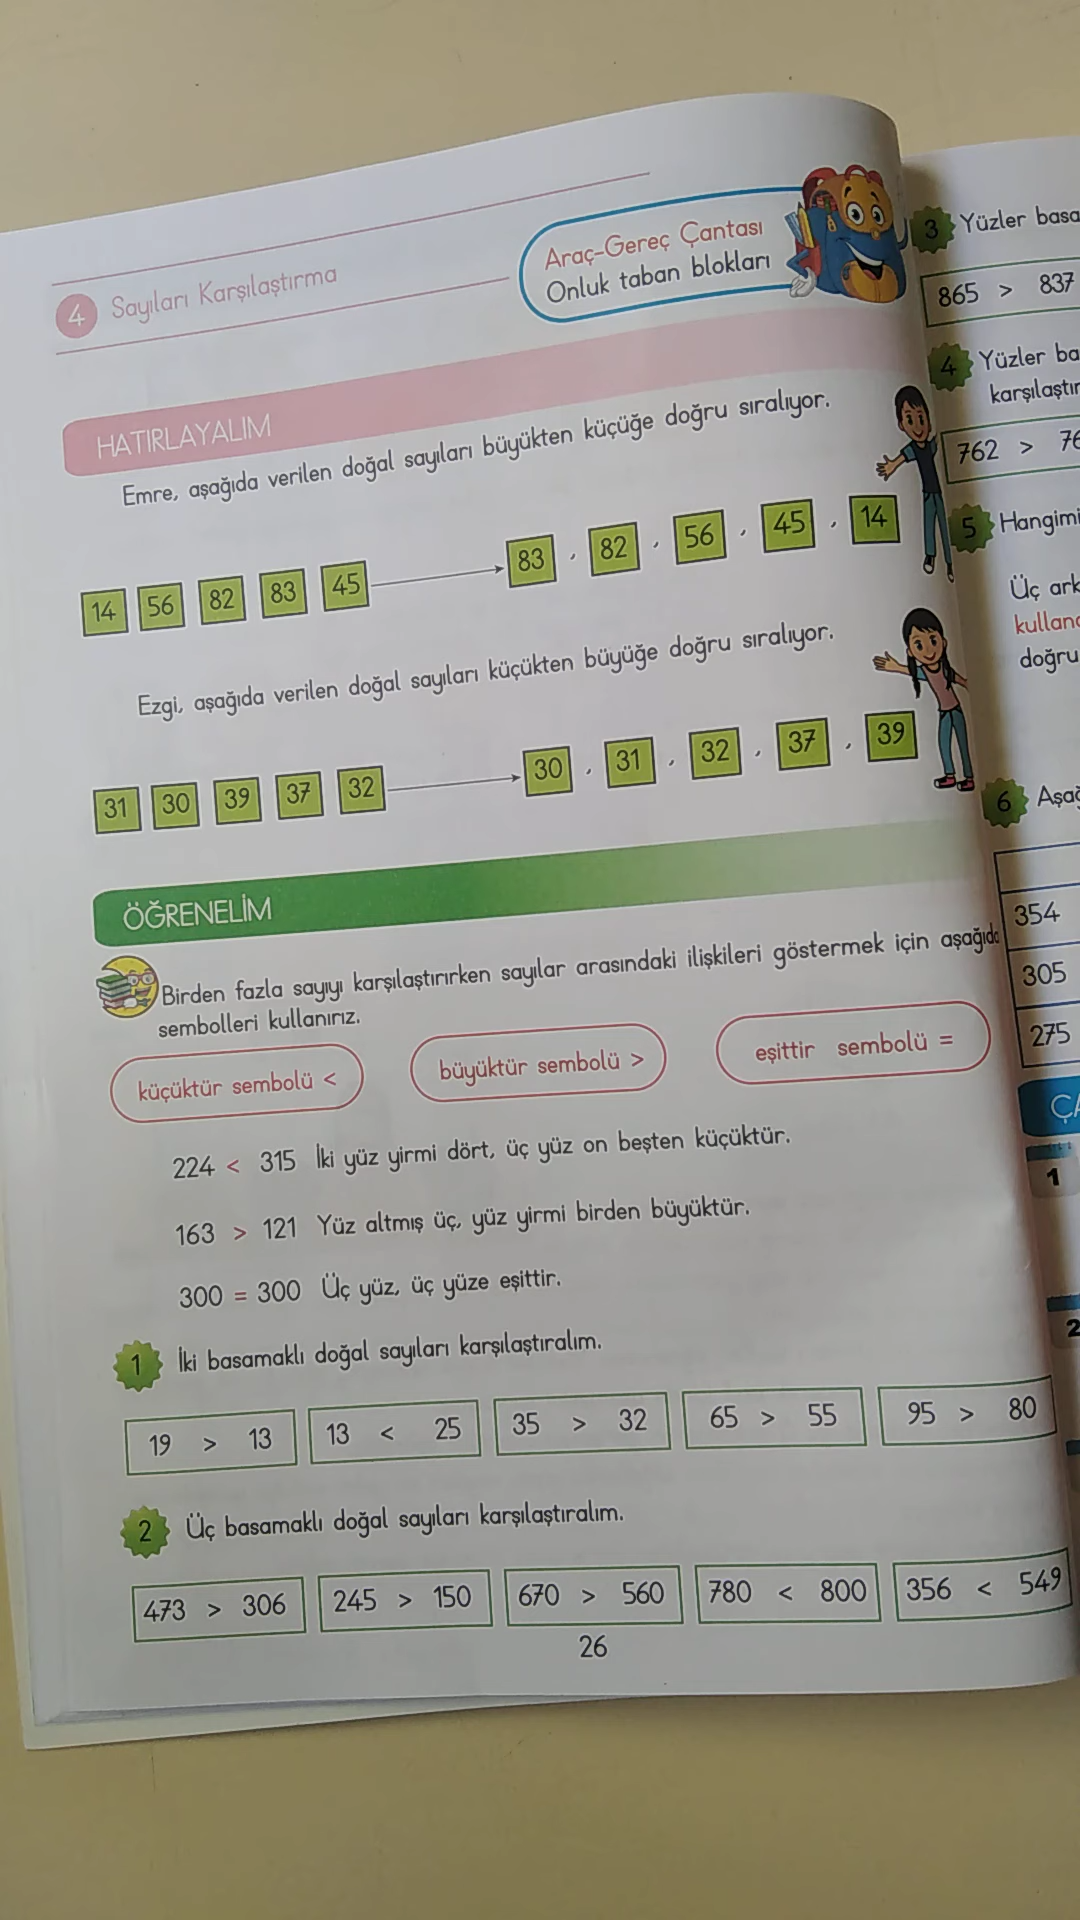 4 Sayıları Karşılaştırma
Araç-Gereç Çantası
Onluk taban blokları
HATIRLAYALIM
Emre, aşağıda verilen doğal sayıları büyükten küçüğe doğru sıralıyor.
14 56 82 83 45 83 , 82 , 56 , 45 , 14
Ezgi, aşağıda verilen doğal sayıları küçükten büyüğe doğru sıralıyor.
31 30 39 37 32 30 , 31 , 32 , 37 , 39
ÖĞRENELİM
Birden fazla sayıyı karşılaştırırken sayılar arasındaki ilişkileri göstermek için
sembolleri kullanırız.
küçüktür sembolü < büyüktür sembolü > eşittir sembolü =
224 < 315 İki yüz yirmi dört, üç yüz on beşten küçüktür.
163 > 121 Yüz altmış üç, yüz yirmi birden büyüktür.
300 = 300 Üç yüz, üç yüze eşittir.
1 İki basamaklı doğal sayıları karşılaştıralım.
19 > 13 13 < 25 35 > 32 65 > 55 95 > 80
2 Üç basamaklı doğal sayıları karşılaştıralım.
473 > 306 245 > 150 670 > 560 780 < 800 356 < 549
26
3 Yüzler
865 > 837
4 Yüzler
762 >
5
Üç
doğru
6
354
305
275
1
2